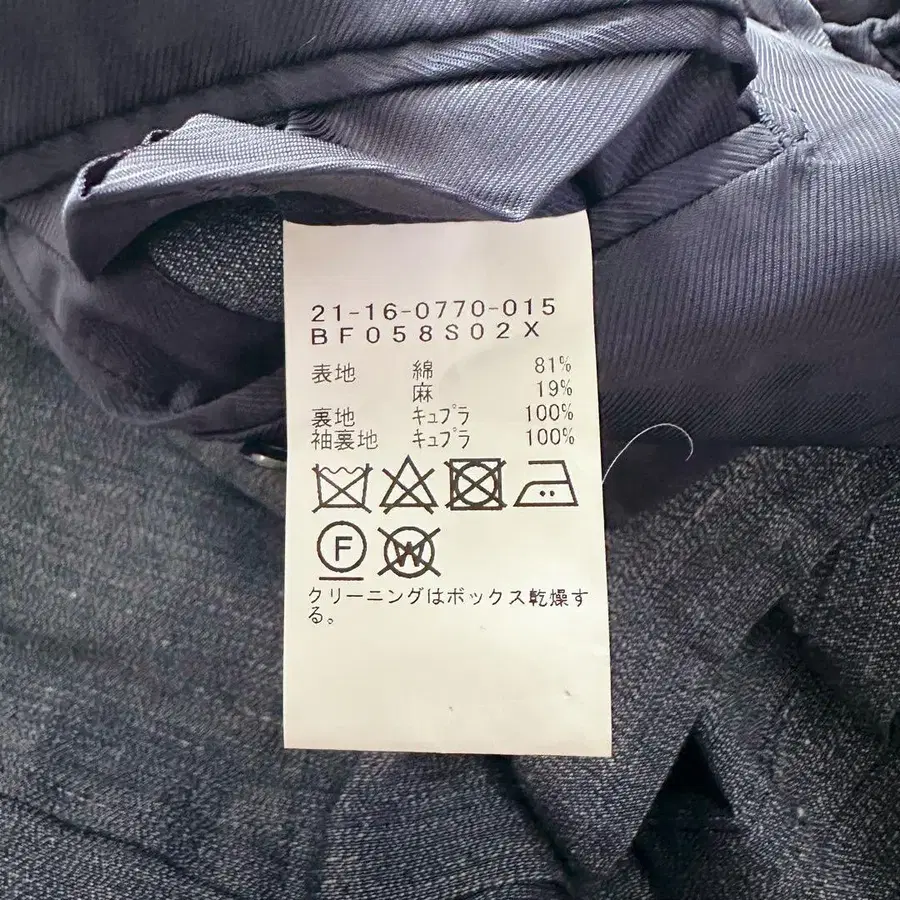 21-16-0770-015
BF058S02X
表地 綿 81%
麻 19%
裏地 キュプラ 100%
袖裏地 キュプラ 100%
F W
クリーニングはボックス乾燥す
る。